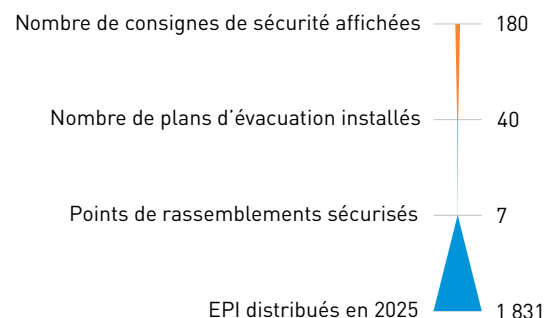 Nombre de consignes de sécurité affichées 180
Nombre de plans d'évacuation installés 40
Points de rassemblements sécurisés 7
EPI distribués en 2025 1 831